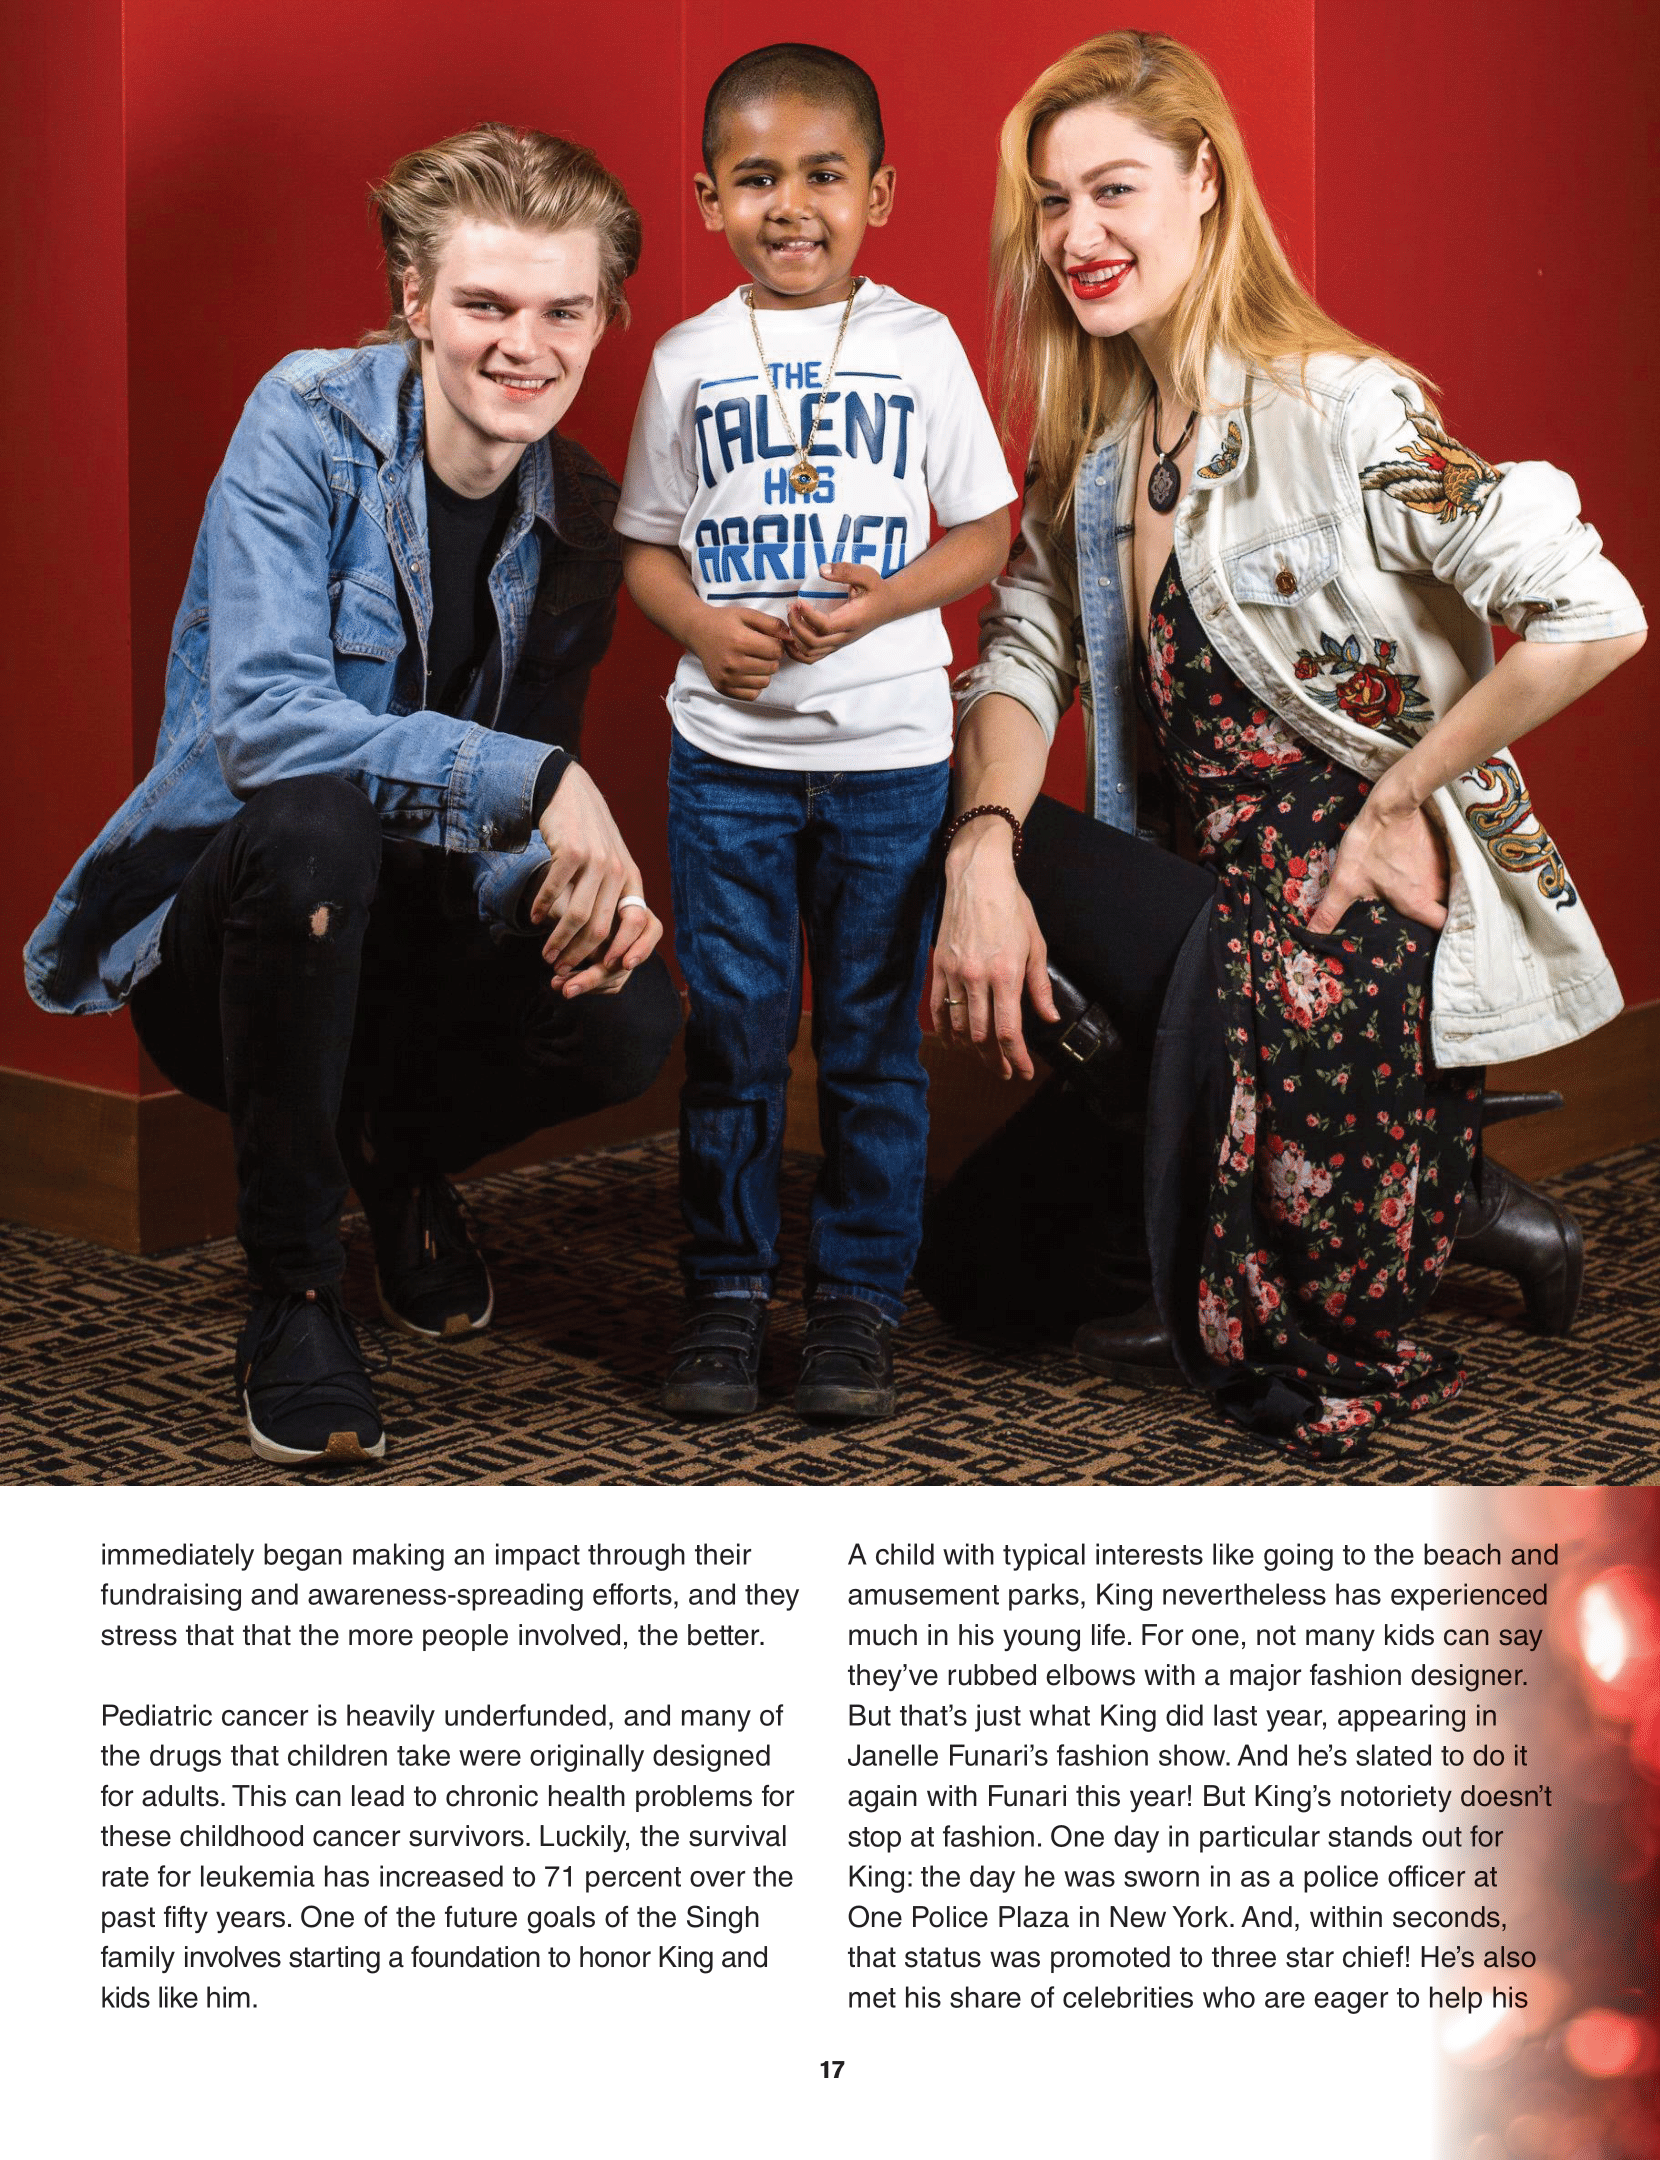 THE
TALENT
HAS
ARRIVED
immediately began making an impact through their
fundraising and awareness-spreading efforts, and they
stress that that the more people involved, the better.
Pediatric cancer is heavily underfunded, and many of
the drugs that children take were originally designed
for adults. This can lead to chronic health problems for
these childhood cancer survivors. Luckily, the survival
rate for leukemia has increased to 71 percent over the
past fifty years. One of the future goals of the Singh
family involves starting a foundation to honor King and
kids like him.
A child with typical interests like going to the beach and
amusement parks, King nevertheless has experienced
much in his young life. For one, not many kids can say
they’ve rubbed elbows with a major fashion designer.
But that’s just what King did last year, appearing in
Janelle Funari’s fashion show. And he’s slated to do it
again with Funari this year! But King’s notoriety doesn’t
stop at fashion. One day in particular stands out for
King: the day he was sworn in as a police officer at
One Police Plaza in New York. And, within seconds,
that status was promoted to three star chief! He’s also
met his share of celebrities who are eager to help his
17